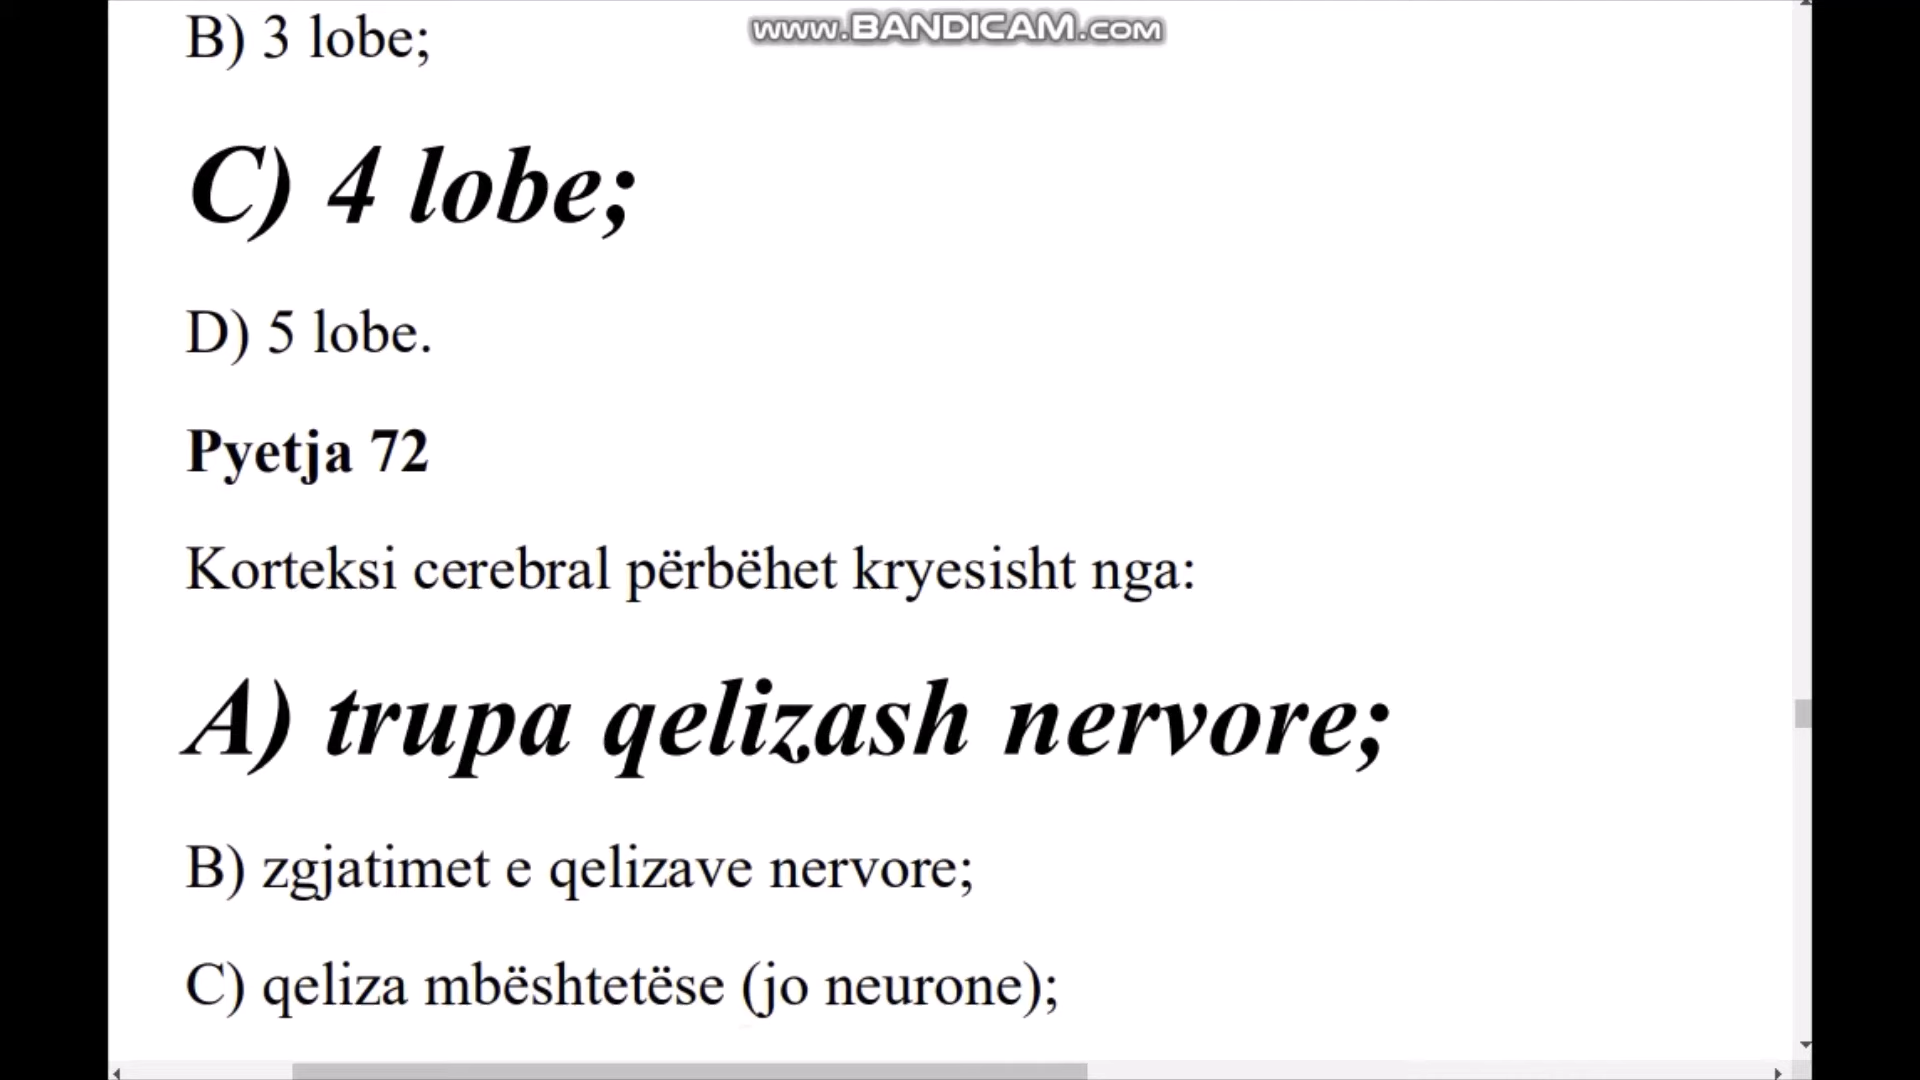 www.BANDICAM.COM
B) 3 lobe;
C) 4 lobe;
D) 5 lobe.
Pyetja 72
Korteksi cerebral përbëhet kryesisht nga:
A) trupa qelizash nervore;
B) zgjatimet e qelizave nervore;
C) qeliza mbështetëse (jo neurone);